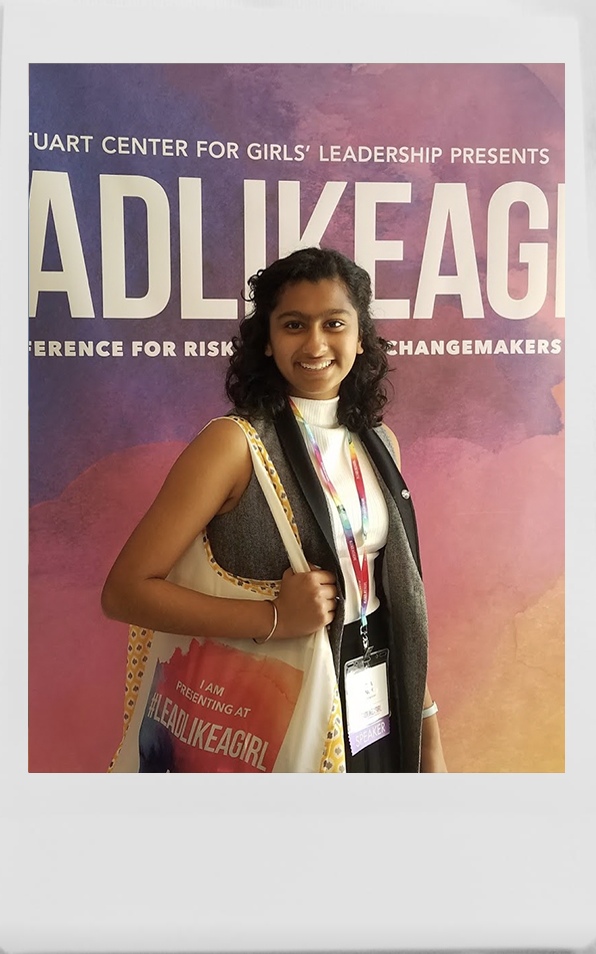 TUART CENTER FOR GIRLS' LEADERSHIP PRESENTS
ADLIKEAGI
FERENCE FOR RISK CHANGEMAKERS
I AM
PRESENTING AT
#LEADLIKEAGIRL
SPEAKER